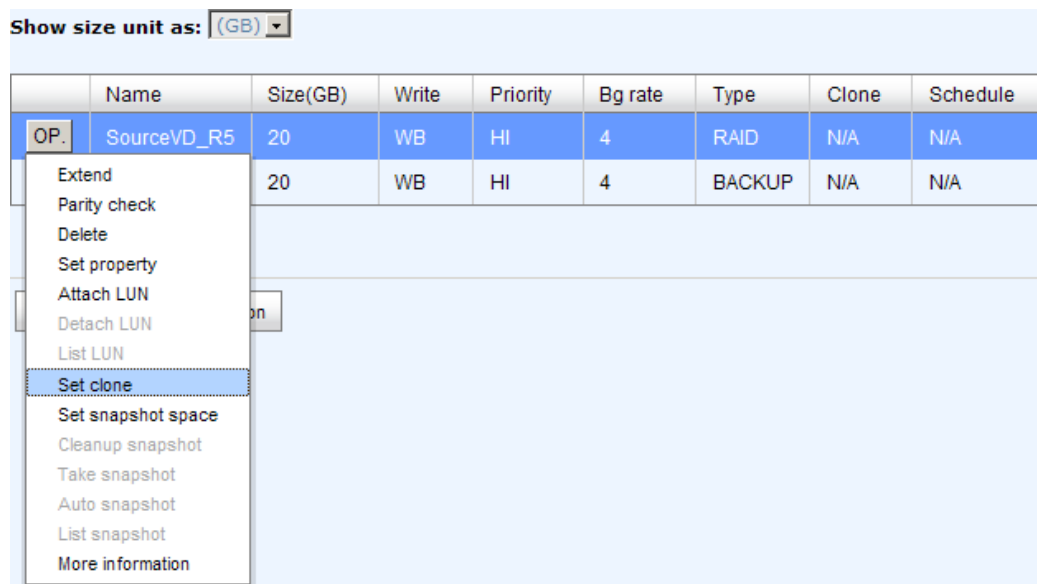 Show size unit as: (GB)
Name Size(GB) Write Priority Bg rate Type Clone Schedule
OP. SourceVD_R5 20 WB HI 4 RAID N/A N/A
20 WB HI 4 BACKUP N/A N/A
Extend
Parity check
Delete
Set property
Attach LUN
Detach LUN
List LUN
Set clone
Set snapshot space
Cleanup snapshot
Take snapshot
Auto snapshot
List snapshot
More information